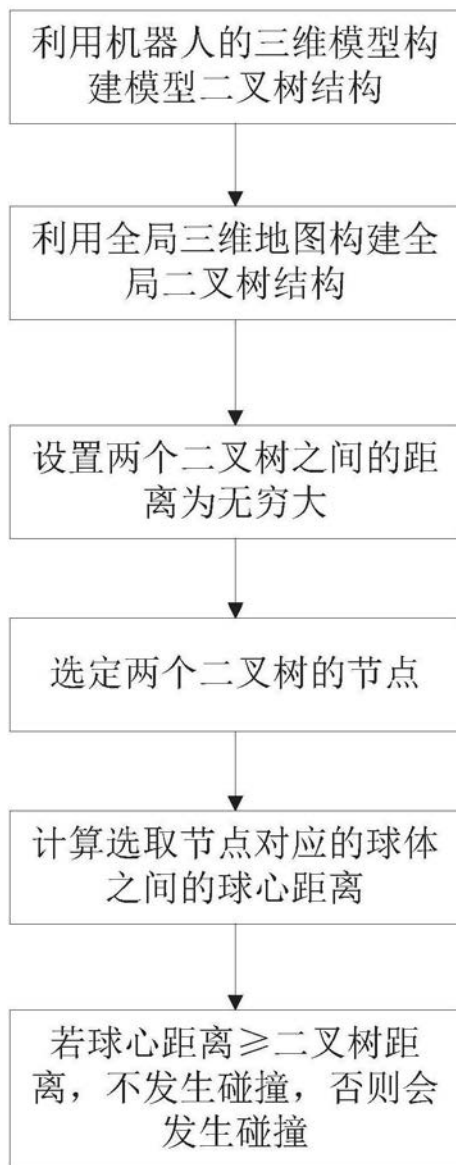 利用机器人的三维模型构
建模型二叉树结构
利用全局三维地图构建全
局二叉树结构
设置两个二叉树之间的距
离为无穷大
选定两个二叉树的节点
计算选取节点对应的球体
之间的球心距离
若球心距离≥二叉树距
离，不发生碰撞，否则会
发生碰撞